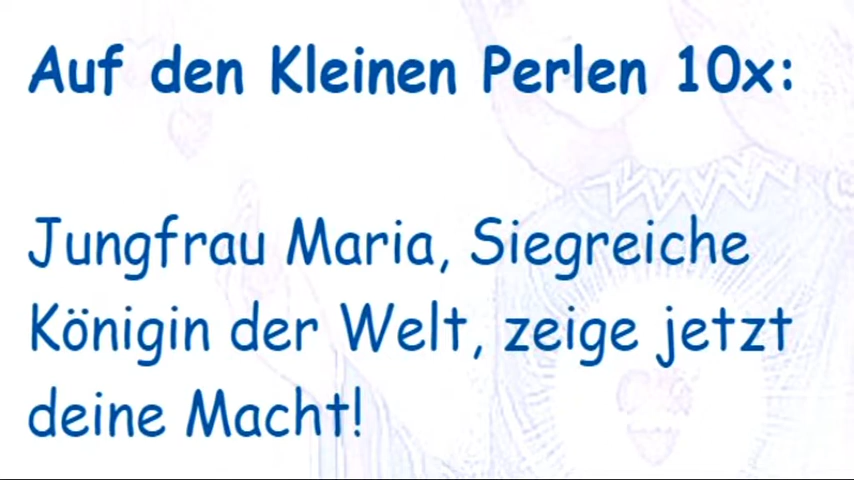 Auf den Kleinen Perlen 10x:
Jungfrau Maria, Siegreiche
Königin der Welt, zeige jetzt
deine Macht!